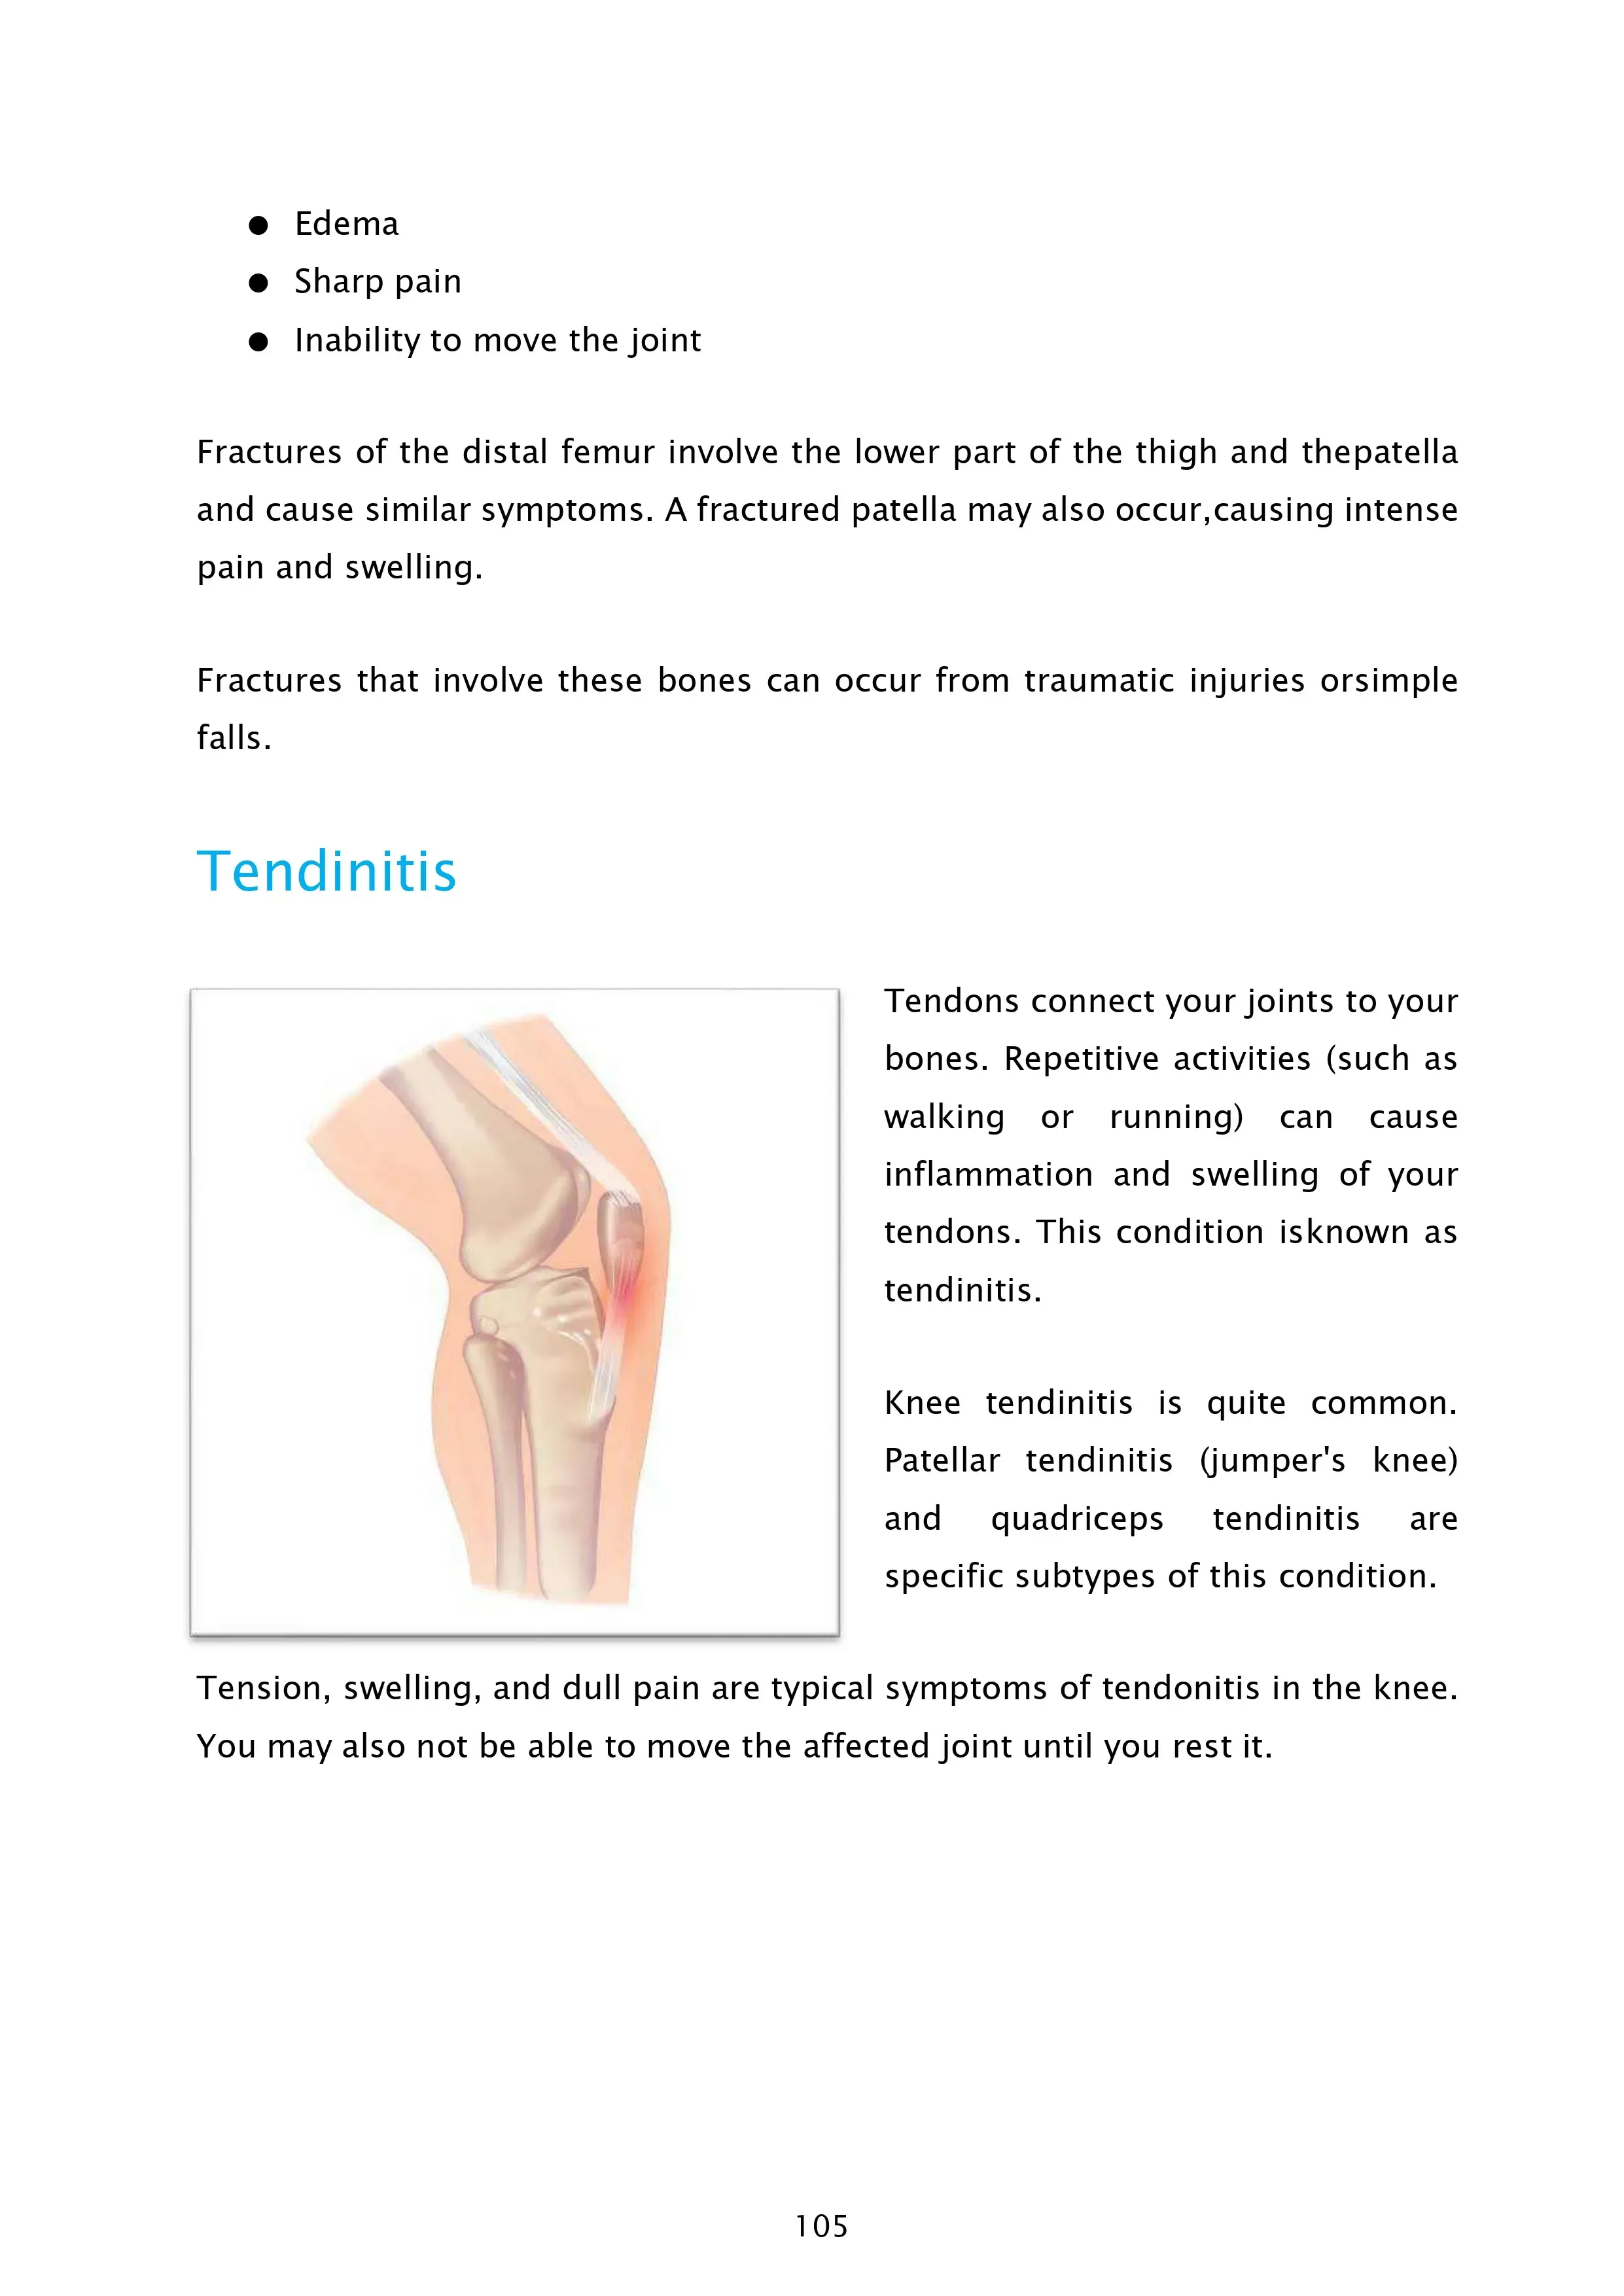 ● Edema
● Sharp pain
● Inability to move the joint
Fractures of the distal femur involve the lower part of the thigh and thepatella
and cause similar symptoms. A fractured patella may also occur,causing intense
pain and swelling.
Fractures that involve these bones can occur from traumatic injuries orsimple
falls.
Tendinitis
Tendons connect your joints to your
bones. Repetitive activities (such as
walking or running) can cause
inflammation and swelling of your
tendons. This condition isknown as
tendinitis.
Knee tendinitis is quite common.
Patellar tendinitis (jumper's knee)
and quadriceps tendinitis are
specific subtypes of this condition.
Tension, swelling, and dull pain are typical symptoms of tendonitis in the knee.
You may also not be able to move the affected joint until you rest it.
105